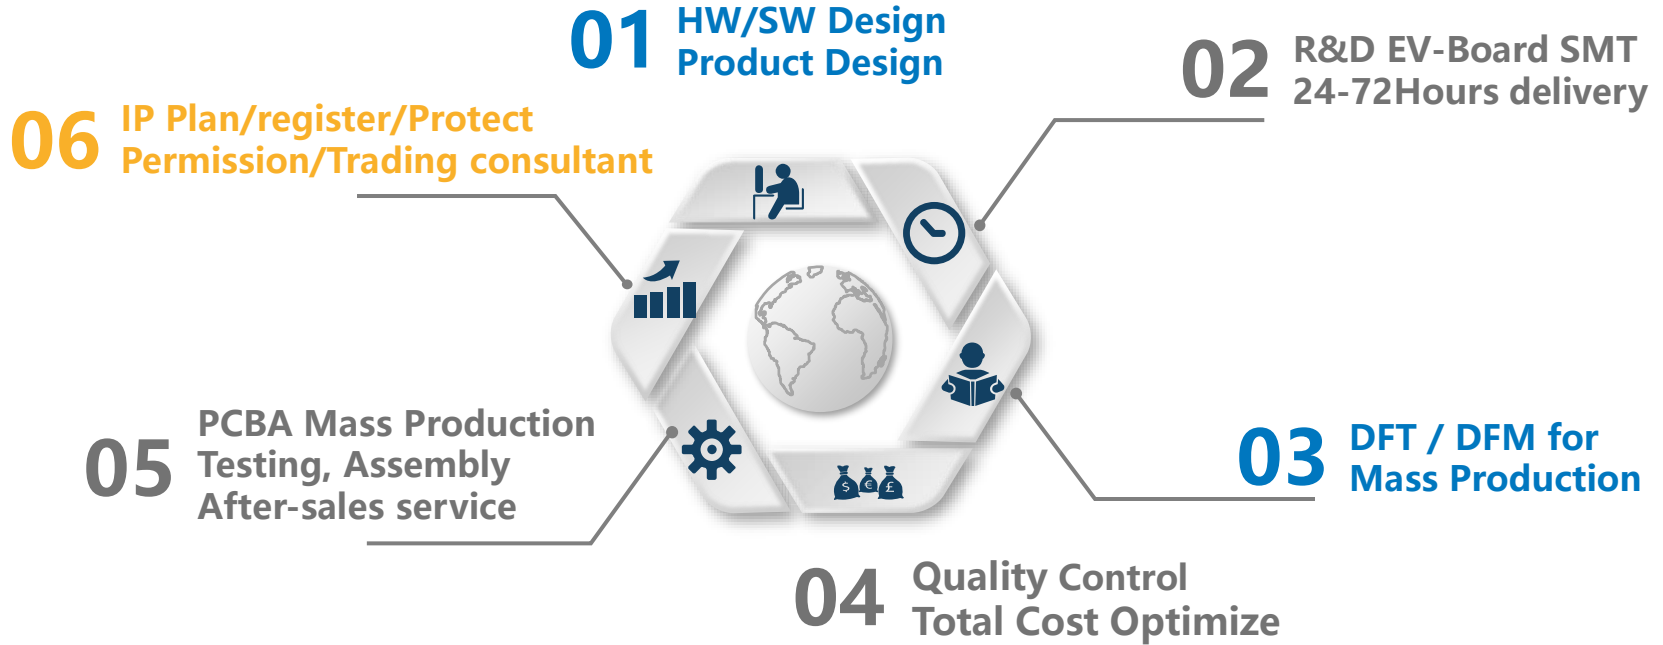 01
HW/SW Design
Product Design
02
R&D EV-Board SMT
24-72Hours delivery
03
DFT / DFM for
Mass Production
04
Quality Control
Total Cost Optimize
05
PCBA Mass Production
Testing, Assembly
After-sales service
06
IP Plan/register/Protect
Permission/Trading consultant
$ € £